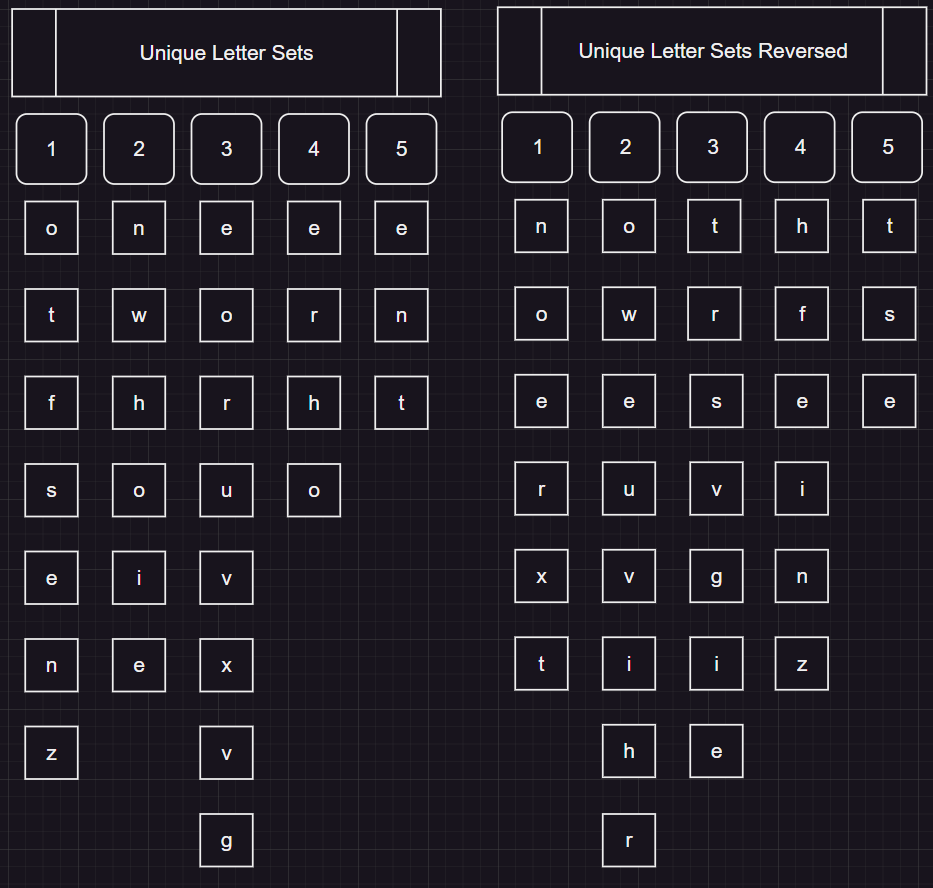 Unique Letter Sets Unique Letter Sets Reversed
1 2 3 4 5 1 2 3 4 5
o n e e e n o t h t
t w o r n o w r f s
f h r h t e e s e e
s o u o r u v i
e i v x v g n
n e x t i i z
z v h e
g r